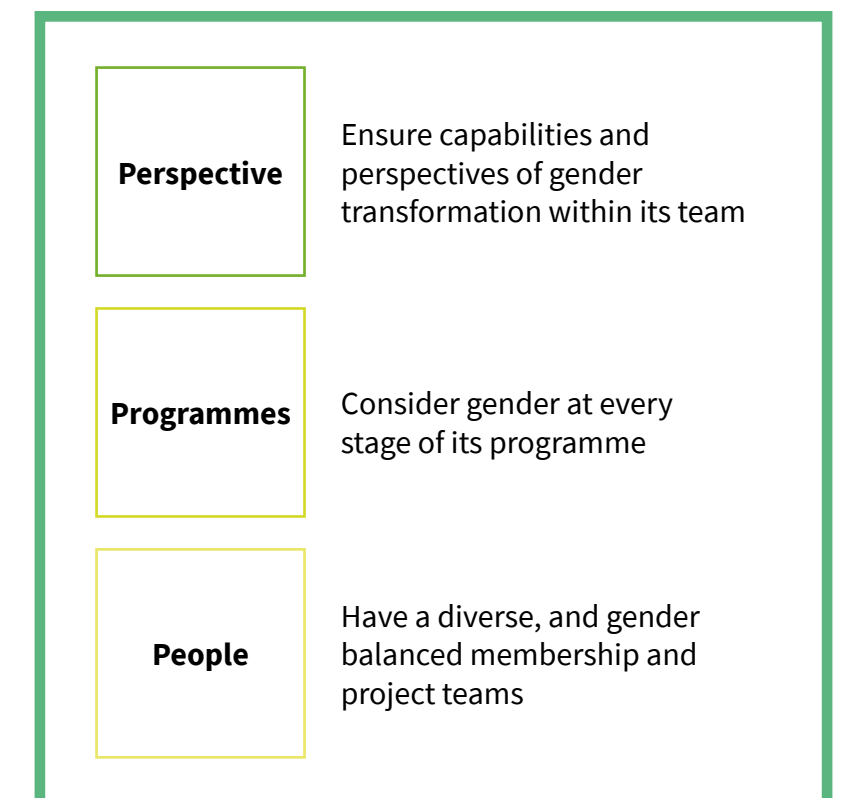 Perspective
Ensure capabilities and
perspectives of gender
transformation within its team
Programmes
Consider gender at every
stage of its programme
People
Have a diverse, and gender
balanced membership and
project teams